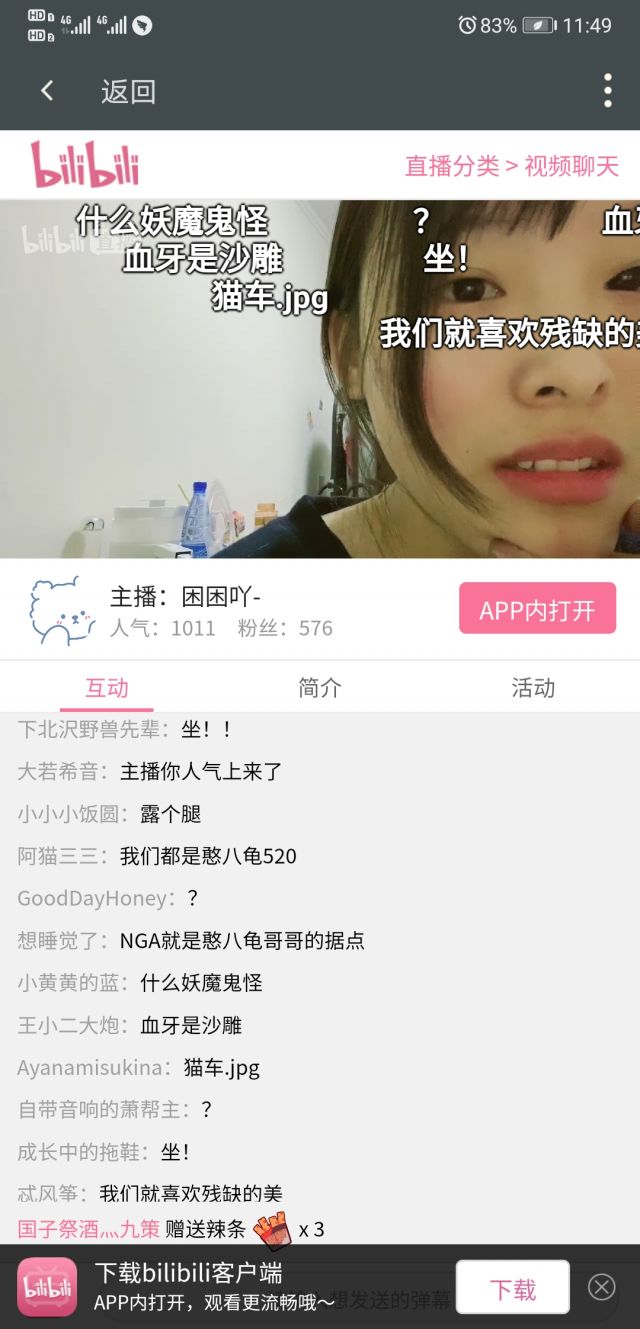 HD 1 4G 4G 83% 11:49
HD 2
返回
bilibili 直播分类 > 视频聊天
什么妖魔鬼怪 ? 血
bilibili 直播
血牙是沙雕 坐!
猫车.jpg
我们就喜欢残缺的
主播：困困吖-
人气：1011 粉丝：576
APP内打开
互动 简介 活动
下北沢野兽先辈：坐！！
大若希音：主播你人气上来了
小小小饭圆：露个腿
阿猫三三：我们都是憨八龟520
GoodDayHoney：？
想睡觉了：NGA就是憨八龟哥哥的据点
小黄黄的蓝：什么妖魔鬼怪
王小二大炮：血牙是沙雕
Ayanamisukina：猫车.jpg
自带音响的萧帮主：？
成长中的拖鞋：坐！
忒风筝：我们就喜欢残缺的美
国子祭酒灬九策 赠送辣条 x 3
bilibili
下载bilibili客户端
APP内打开，观看更流畅哦～
下载
想发送的弹幕